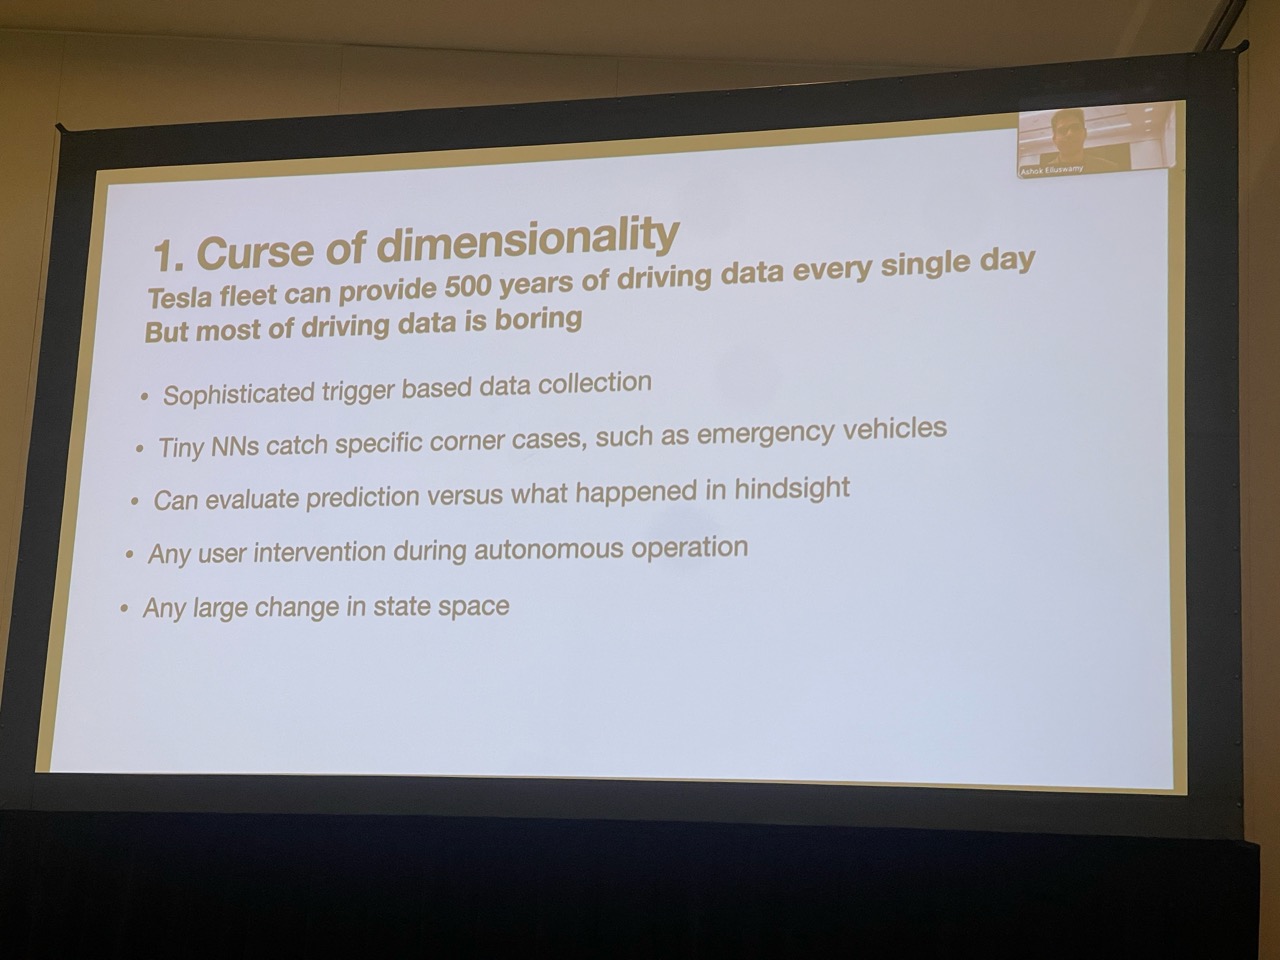 Ashok Elluswamy
1. Curse of dimensionality
Tesla fleet can provide 500 years of driving data every single day
But most of driving data is boring
• Sophisticated trigger based data collection
• Tiny NNs catch specific corner cases, such as emergency vehicles
• Can evaluate prediction versus what happened in hindsight
• Any user intervention during autonomous operation
• Any large change in state space